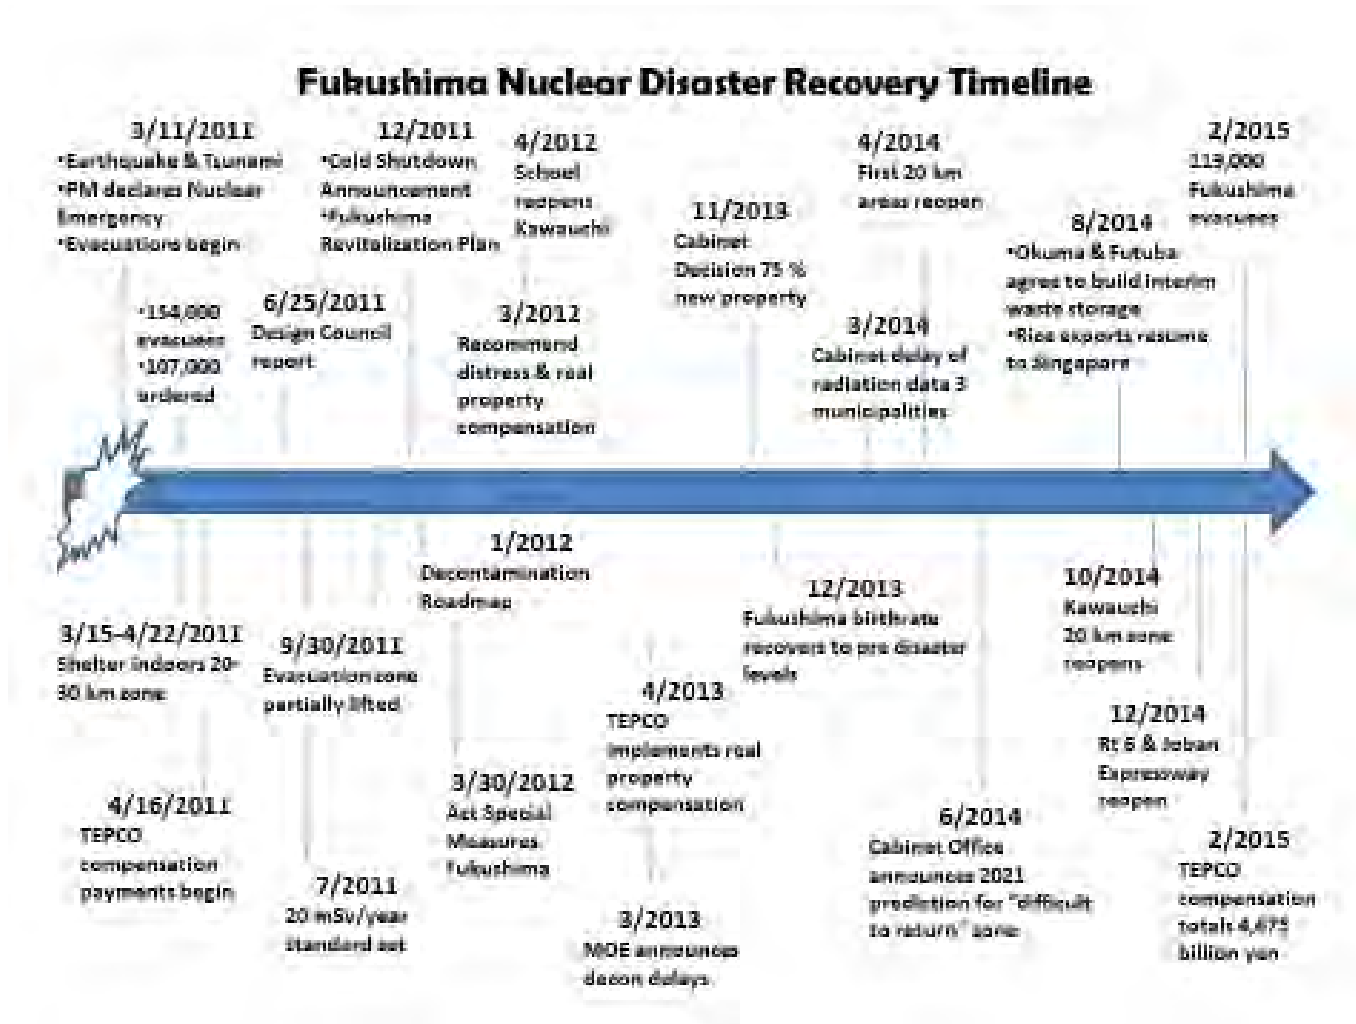 Fukushima Nuclear Disaster Recovery Timeline
3/11/2011
•Earthquake & Tsunami
•PM declares Nuclear
Emergency
•Evacuations begin
•154,000
evacuees
•107,000
ordered
6/25/2011
Design Council
report
12/2011
•Cold Shutdown
Announcement
•Fukushima
Revitalization Plan
4/2012
School
reopens
Kawauchi
3/2012
Recommend
distress & real
property
compensation
11/2013
Cabinet
Decision 75 %
new property
4/2014
First 20 km
areas reopen
3/2014
Cabinet delay of
radiation data 3
municipalities
8/2014
•Okuma & Futuba
agree to build interim
waste storage
•Rice exports resume
to Singapore
2/2015
113,000
Fukushima
evacuees
3/15-4/22/2011
Shelter indoors 20-
30 km zone
4/16/2011
TEPCO
compensation
payments begin
9/30/2011
Evacuation zone
partially lifted
7/2011
20 mSv/year
standard set
1/2012
Decontamination
Roadmap
3/30/2012
Act Special
Measures
Fukushima
4/2013
TEPCO
implements real
property
compensation
3/2013
MOE announces
decon delays
12/2013
Fukushima birthrate
recovers to pre disaster
levels
6/2014
Cabinet Office
announces 2021
prediction for "difficult
to return" zone
10/2014
Kawauchi
20 km zone
reopens
12/2014
Rt 6 & Joban
Expressway
reopen
2/2015
TEPCO
compensation
totals
billion yen